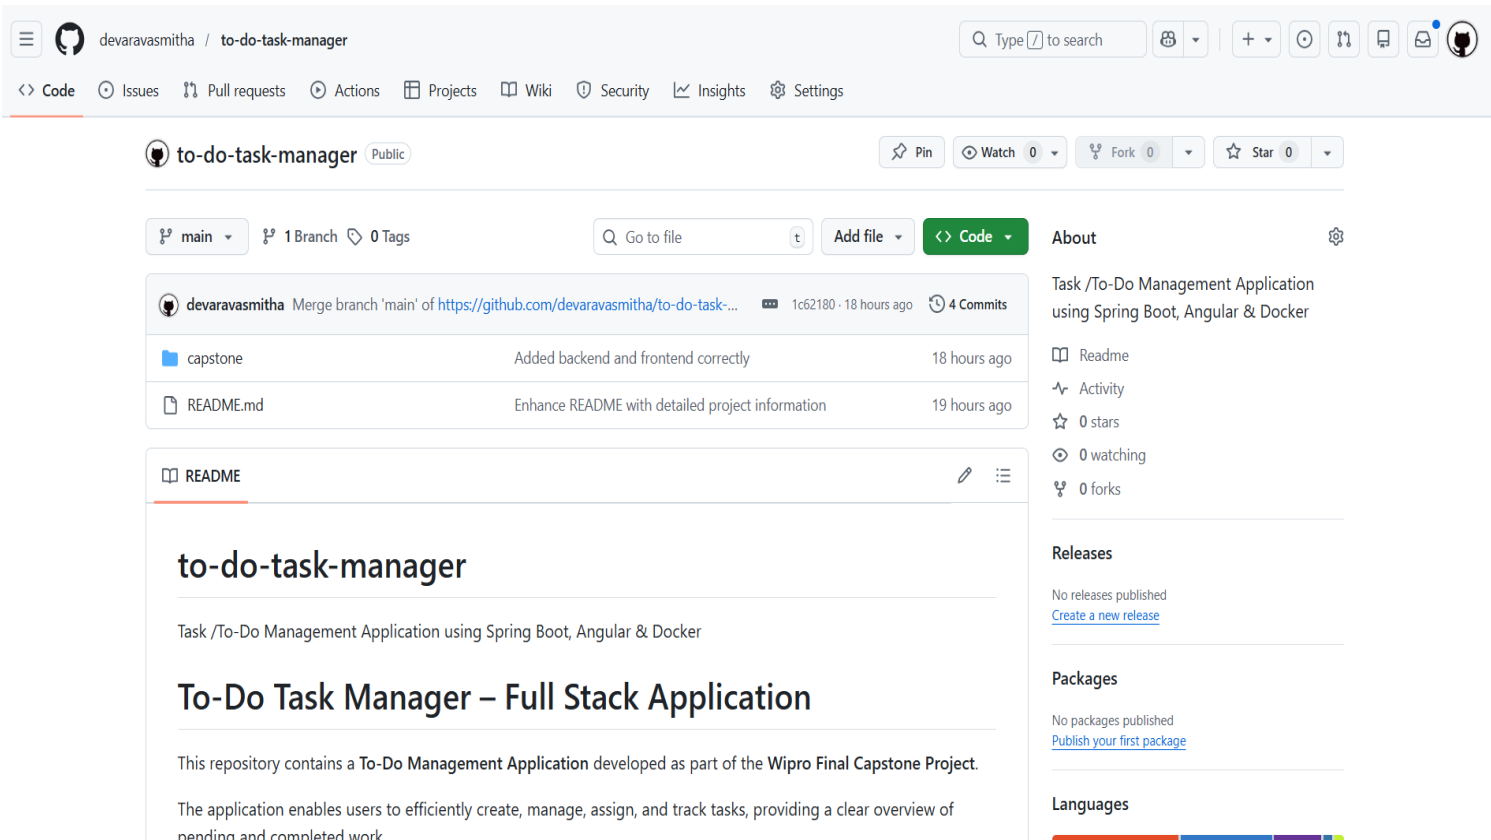 devaravasmitha / to-do-task-manager
Type / to search
Code Issues Pull requests Actions Projects Wiki Security Insights Settings
to-do-task-manager Public
Pin Watch 0 Fork 0 Star 0
main 1 Branch 0 Tags
Go to file t Add file Code
devaravasmitha Merge branch 'main' of https://github.com/devaravasmitha/to-do-task-... 1c62180 · 18 hours ago 4 Commits
capstone Added backend and frontend correctly 18 hours ago
README.md Enhance README with detailed project information 19 hours ago
README
to-do-task-manager
Task /To-Do Management Application using Spring Boot, Angular & Docker
To-Do Task Manager – Full Stack Application
This repository contains a To-Do Management Application developed as part of the Wipro Final Capstone Project.
The application enables users to efficiently create, manage, assign, and track tasks, providing a clear overview of
pending and completed work
About
Task /To-Do Management Application
using Spring Boot, Angular & Docker
Readme
Activity
0 stars
0 watching
0 forks
Releases
No releases published
Create a new release
Packages
No packages published
Publish your first package
Languages